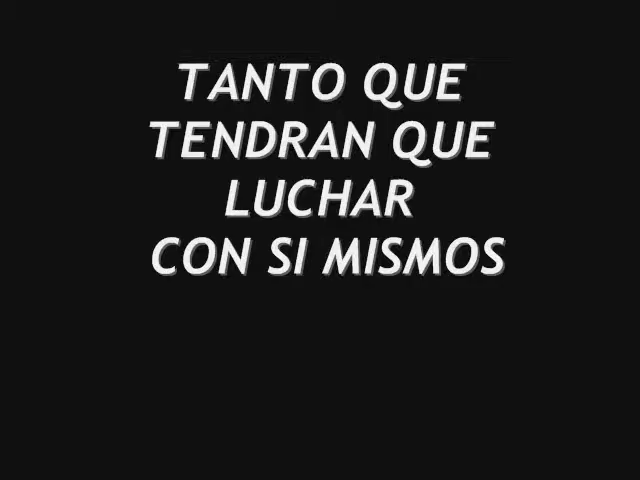 TANTO QUE
TENDRAN QUE
LUCHAR
CON SI MISMOS